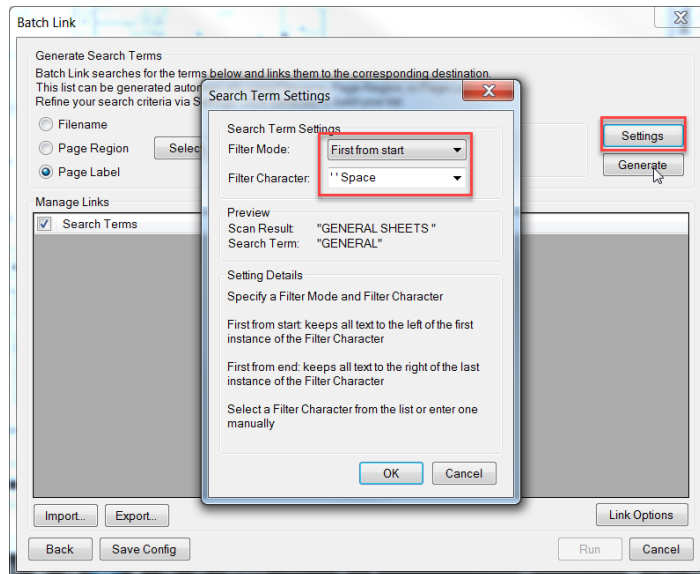 Batch Link
Generate Search Terms
Batch Link searches for the terms below and links them to the corresponding destination.
This list can be generated autor
Refine your search criteria via S
Filename
Page Region
Selec
Page Label
Settings
Generate
Manage Links
Search Terms
Search Term Settings
Search Term Settings
Filter Mode:
First from start
Filter Character:
' ' Space
Preview
Scan Result: "GENERAL SHEETS "
Search Term: "GENERAL"
Setting Details
Specify a Filter Mode and Filter Character
First from start: keeps all text to the left of the first
instance of the Filter Character
First from end: keeps all text to the right of the last
instance of the Filter Character
Select a Filter Character from the list or enter one
manually
OK
Cancel
Import...
Export...
Link Options
Back
Save Config
Run
Cancel